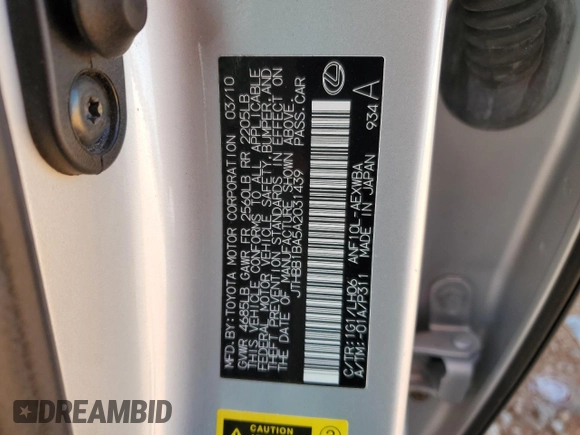 MFD. BY: TOYOTA MOTOR CORPORATION 03/10
GVWR 4685LB GAWR FR 2560LB RR 2205LB
THIS VEHICLE CONFORMS TO ALL APPLICABLE
FEDERAL MOTOR VEHICLE SAFETY, BUMPER, AND
THEFT PREVENTION STANDARDS IN EFFECT ON
THE DATE OF MANUFACTURE SHOWN ABOVE.
JTHBB1BA5A2031439 PASS. CAR
C/TR: 1G1/LH06 ANF10L-AEXWBA
A/TM: -01A/P311 MADE IN JAPAN 934 A
CAUTION
DREAMBID